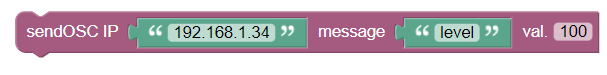 sendOSC IP “ 192.168.1.34 ” message “ level ” val. 100